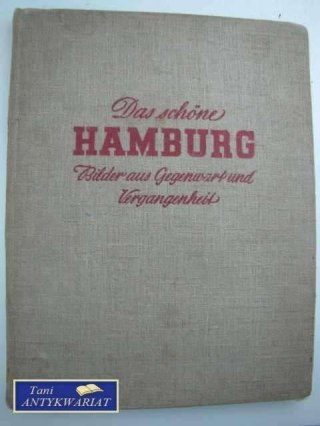 Das schöne
HAMBURG
Bilder aus Gegenwart und
Vergangenheit
Tani
ANTYKWARIAT